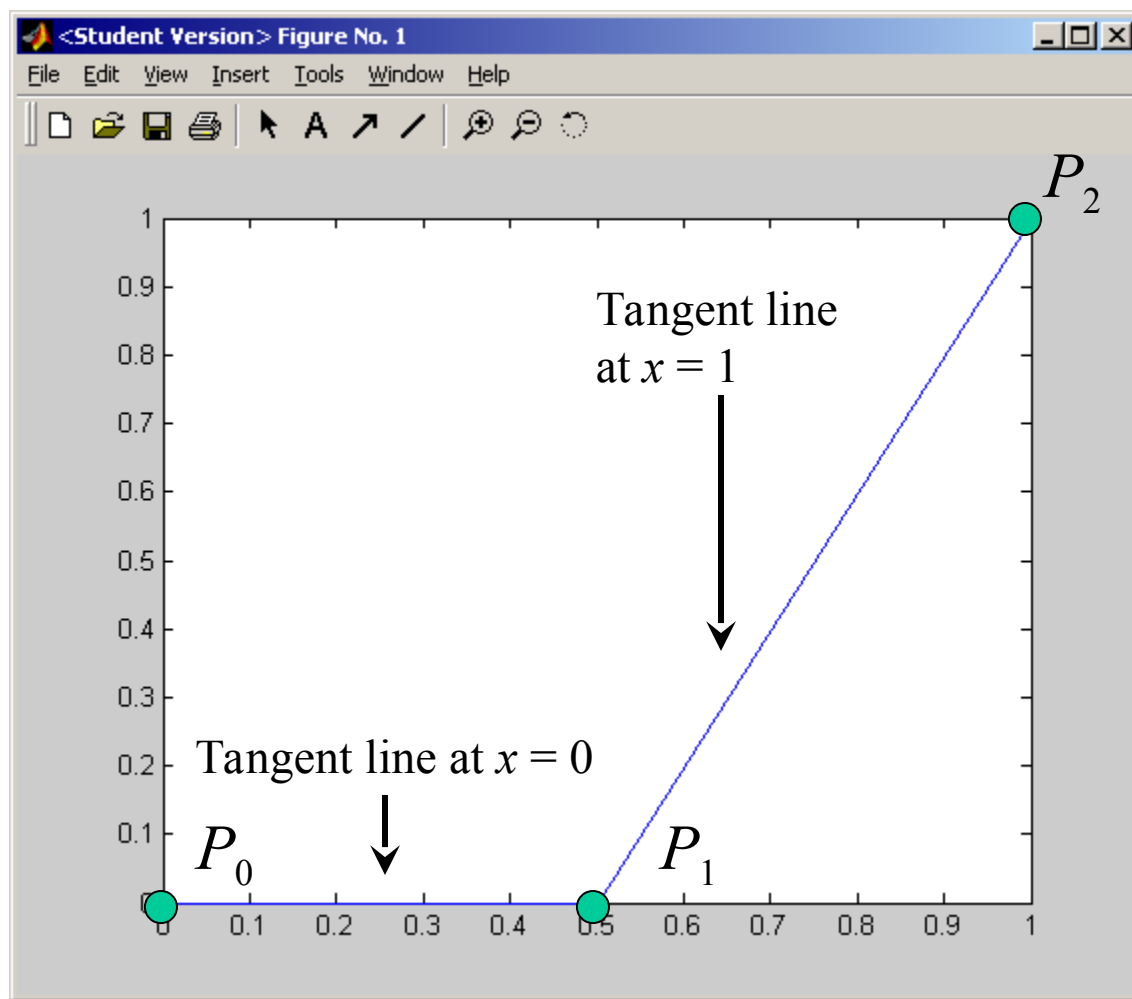 <Student Version> Figure No. 1
File Edit View Insert Tools Window Help
A
P2
1
0.9
Tangent line
0.8
at x = 1
0.7
0.6
0.5
0.4
0.3
0.2
Tangent line at x = 0
0.1
P0
P1
0
0 0.1 0.2 0.3 0.4 0.5 0.6 0.7 0.8 0.9 1